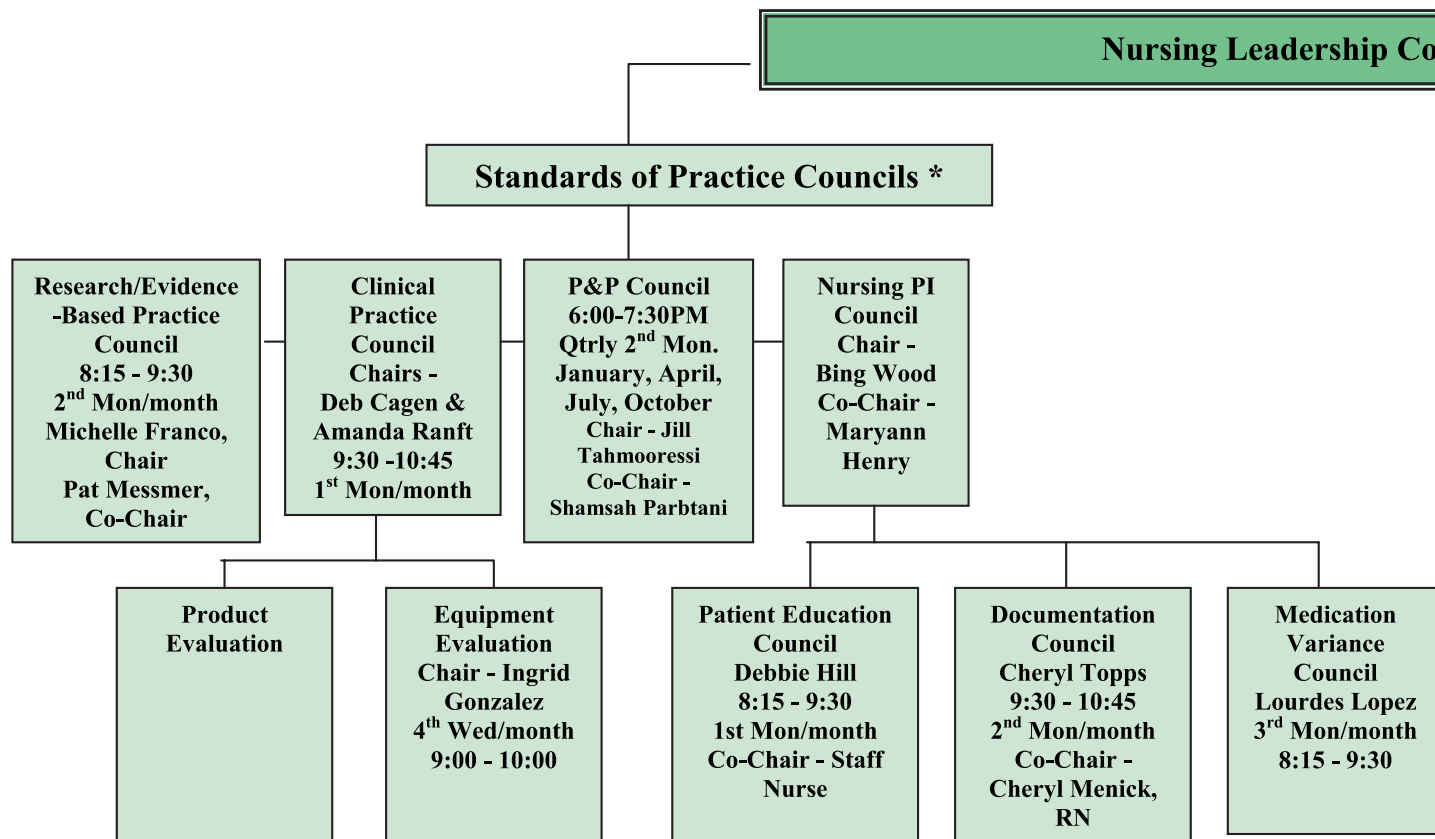 Nursing Leadership Co
Standards of Practice Councils *
Research/Evidence
-Based Practice
Council
8:15 - 9:30
2nd Mon/month
Michelle Franco,
Chair
Pat Messmer,
Co-Chair
Clinical
Practice
Council
Chairs -
Deb Cagen &
Amanda Ranft
9:30 -10:45
1st Mon/month
P&P Council
6:00-7:30PM
Qtrly 2nd Mon.
January, April,
July, October
Chair - Jill
Tahmooressi
Co-Chair -
Shamsah Parbtani
Nursing PI
Council
Chair -
Bing Wood
Co-Chair -
Maryann
Henry
Product
Evaluation
Equipment
Evaluation
Chair - Ingrid
Gonzalez
4th Wed/month
9:00 - 10:00
Patient Education
Council
Debbie Hill
8:15 - 9:30
1st Mon/month
Co-Chair - Staff
Nurse
Documentation
Council
Cheryl Topps
9:30 - 10:45
2nd Mon/month
Co-Chair -
Cheryl Menick,
RN
Medication
Variance
Council
Lourdes Lopez
3rd Mon/month
8:15 - 9:30